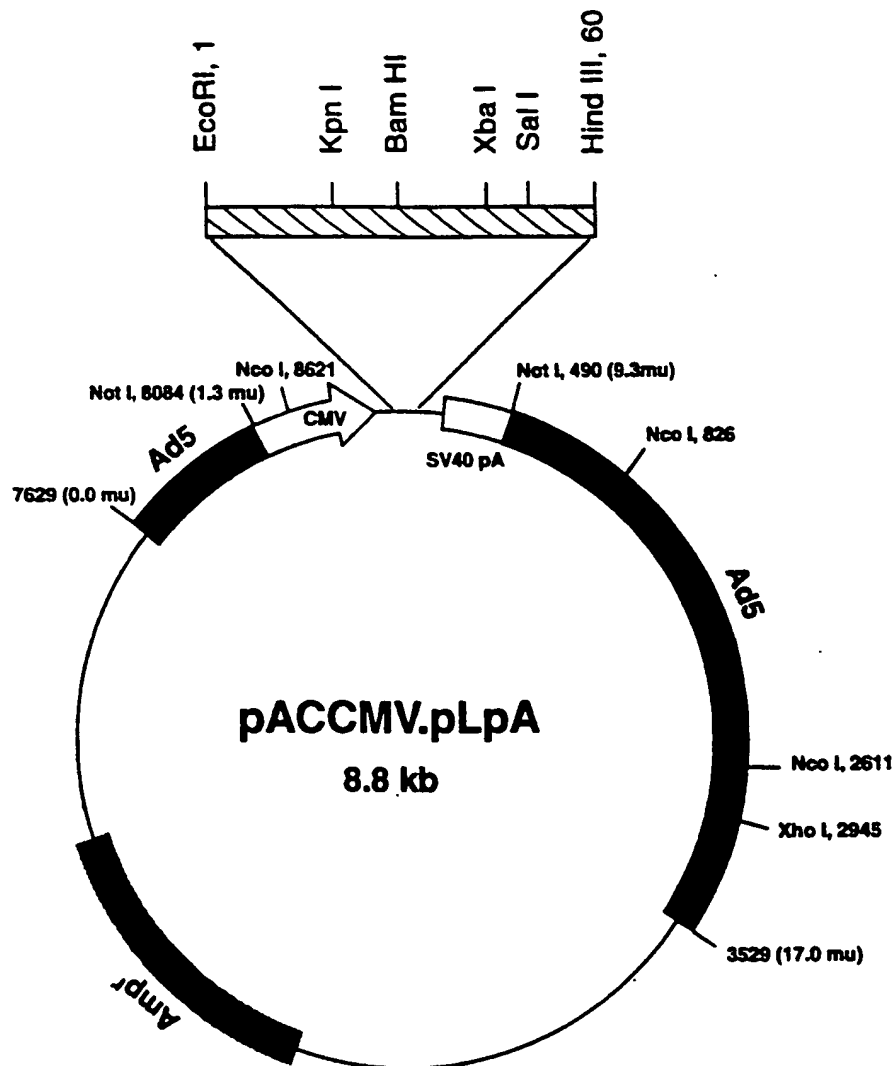 EcoRI, 1
Kpn I
Bam HI
Xba I
Sal I
Hind III, 60
Nco I, 8621
Not I, 8084 (1.3 mu)
Not I, 490 (9.3mu)
CMV
SV40 pA
Ad5
Nco I, 826
7629 (0.0 mu)
Ad5
pACCMV.pLpA
8.8 kb
Nco I, 2611
Xho I, 2945
3529 (17.0 mu)
Ampʳ